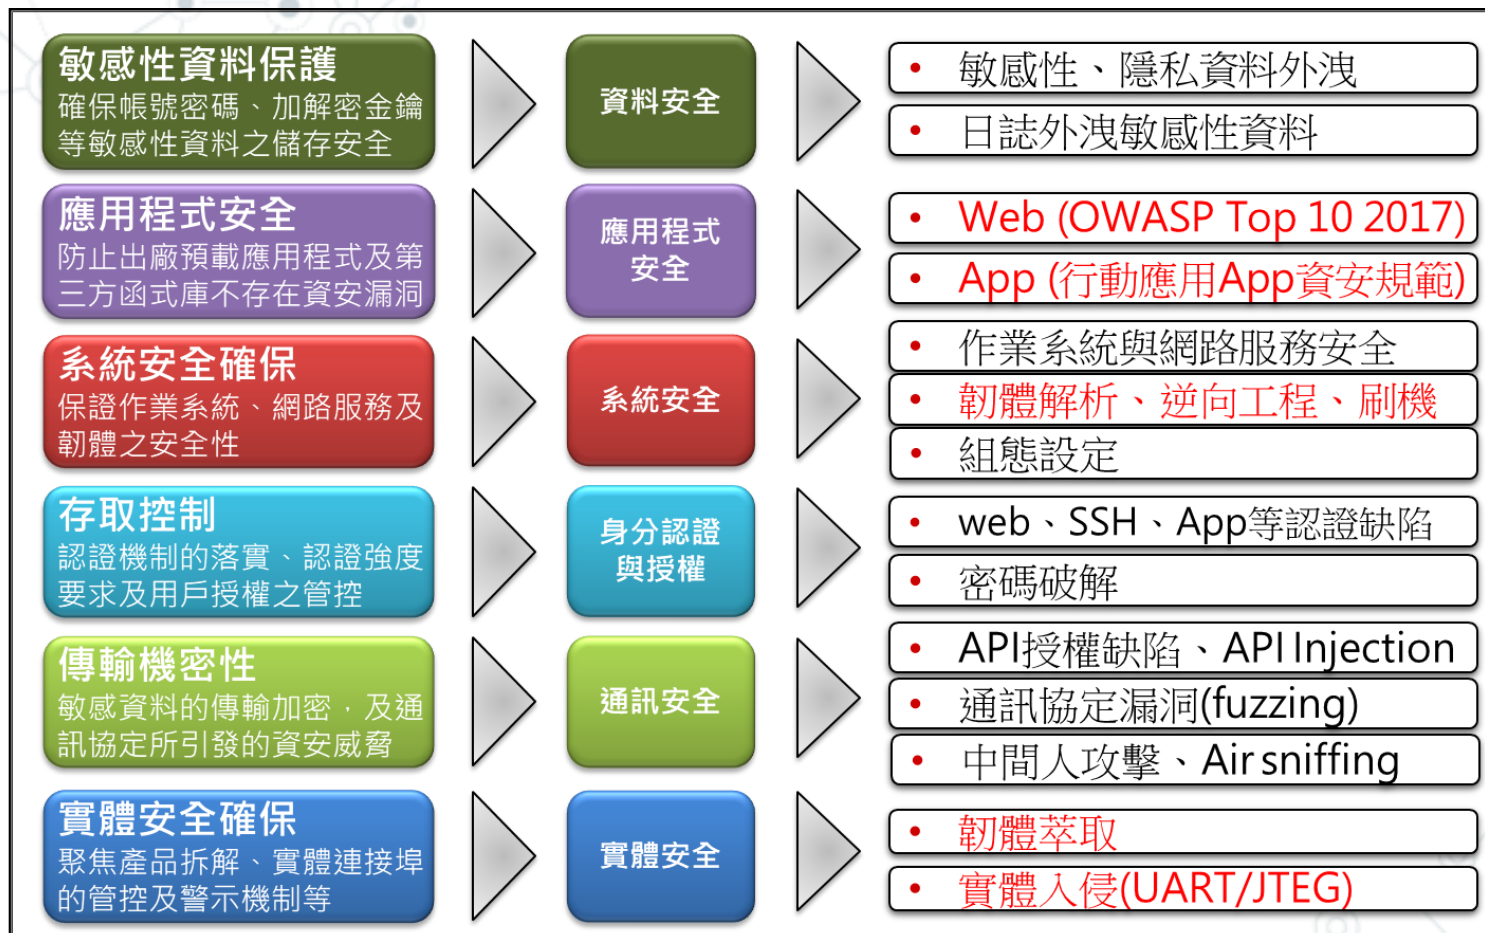 敏感性資料保護
確保帳號密碼、加解密金鑰
等敏感性資料之儲存安全
資料安全
• 敏感性、隱私資料外洩
• 日誌外洩敏感性資料
應用程式安全
防止出廠預載應用程式及第
三方函式庫不存在資安漏洞
應用程式
安全
• Web (OWASP Top 10 2017)
• App (行動應用App資安規範)
系統安全確保
保證作業系統、網路服務及
韌體之安全性
系統安全
• 作業系統與網路服務安全
• 韌體解析、逆向工程、刷機
• 組態設定
存取控制
認證機制的落實、認證強度
要求及用戶授權之管控
身分認證
與授權
• web、SSH、App等認證缺陷
• 密碼破解
傳輸機密性
敏感資料的傳輸加密，及通
訊協定所引發的資安威脅
通訊安全
• API授權缺陷、API Injection
• 通訊協定漏洞(fuzzing)
• 中間人攻擊、Air sniffing
實體安全確保
聚焦產品拆解、實體連接埠
的管控及警示機制等
實體安全
• 韌體萃取
• 實體入侵(UART/JTEG)